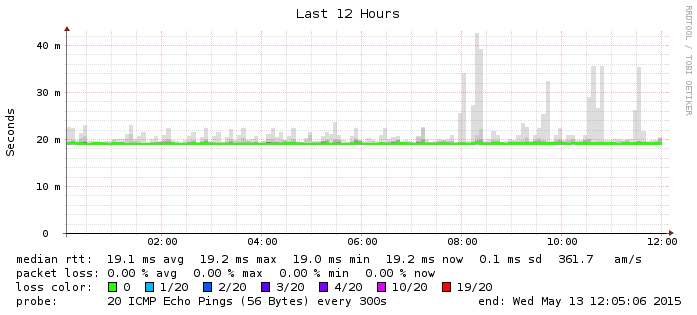 Last 12 Hours
RRDTOOL / TOBI OETIKER
Seconds
40 m
30 m
20 m
10 m
0
02:00 04:00 06:00 08:00 10:00 12:00
median rtt: 19.1 ms avg 19.2 ms max 19.0 ms min 19.2 ms now 0.1 ms sd 361.7 am/s
packet loss: 0.00 % avg 0.00 % max 0.00 % min 0.00 % now
loss color: 0 1/20 2/20 3/20 4/20 10/20 19/20
probe: 20 ICMP Echo Pings (56 Bytes) every 300s end: Wed May 13 12:05:06 2015